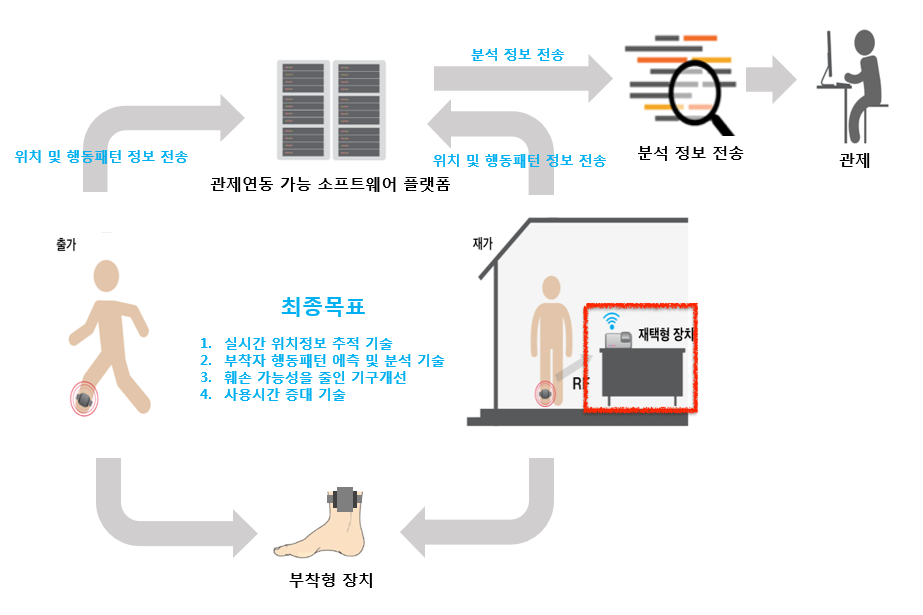 분석 정보 전송
위치 및 행동패턴 정보 전송
위치 및 행동패턴 정보 전송
분석 정보 전송
관제
관제연동 가능 소프트웨어 플랫폼
출가
재가
최종목표
1. 실시간 위치정보 추적 기술
2. 부착자 행동패턴 예측 및 분석 기술
3. 훼손 가능성을 줄인 기구개선
4. 사용시간 증대 기술
재택형 장치
RF
부착형 장치